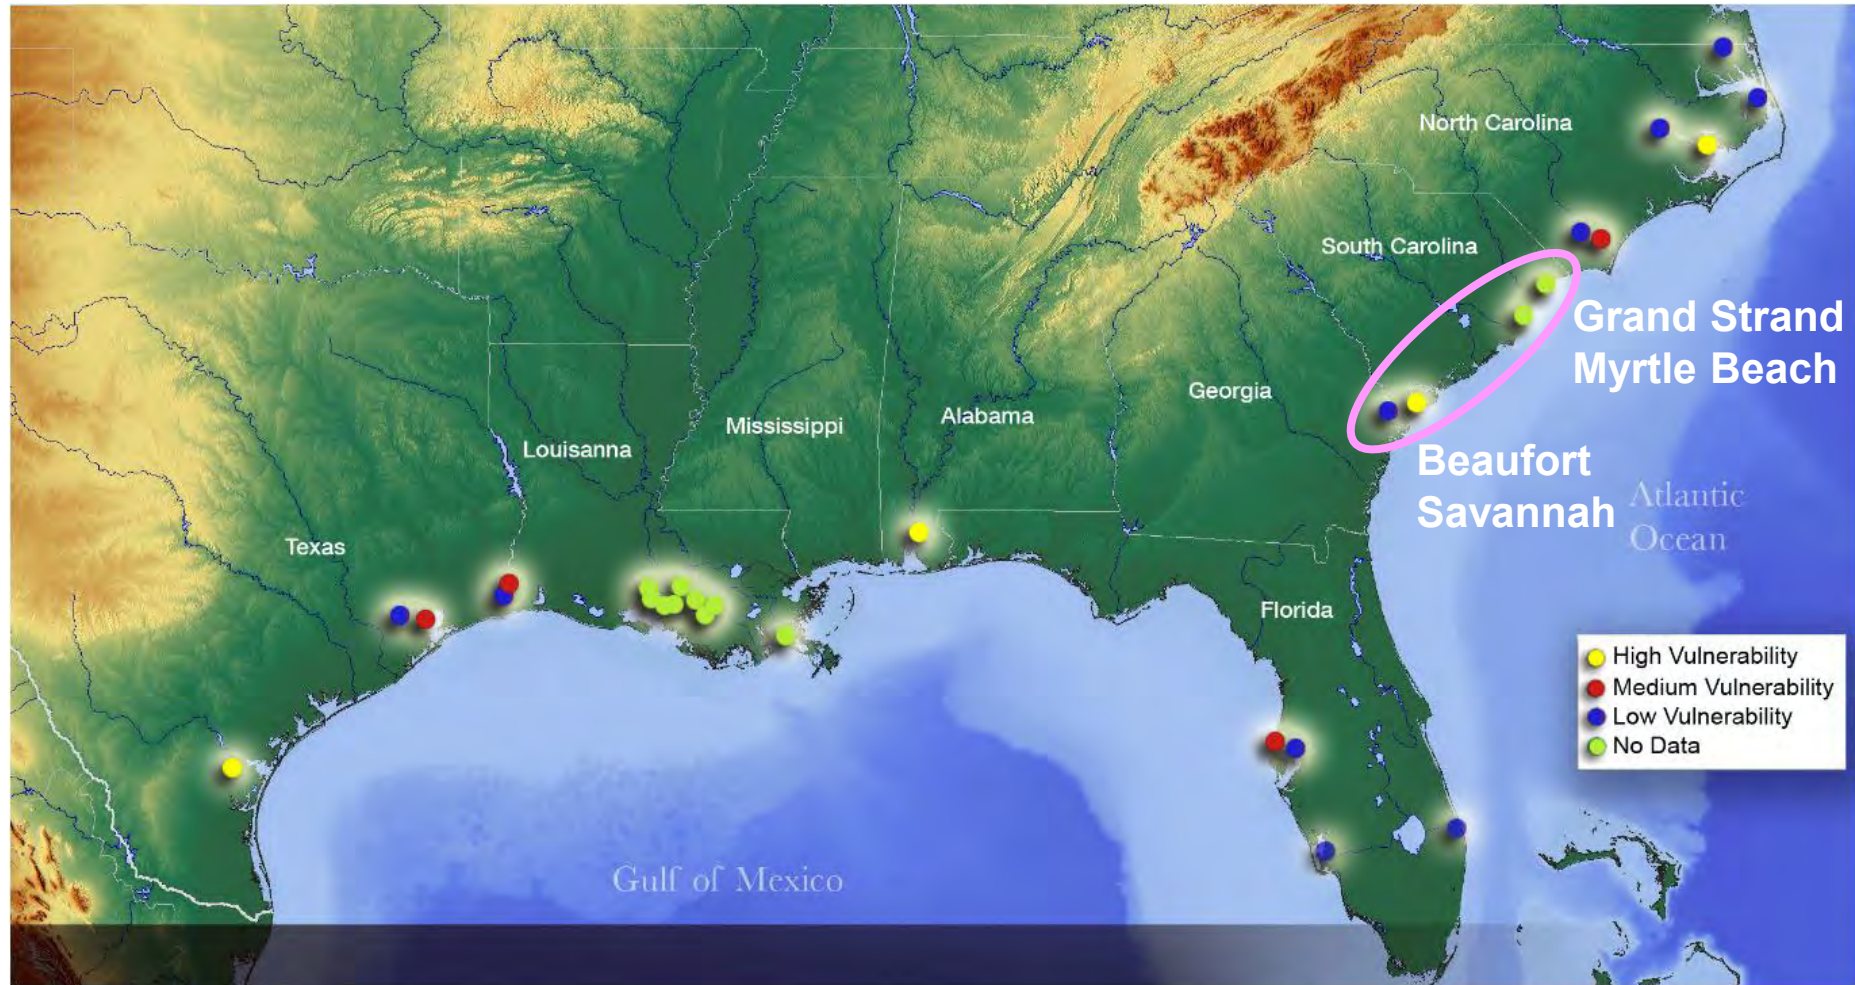 North Carolina
South Carolina
Grand Strand
Myrtle Beach
Georgia
Alabama
Mississippi
Louisanna
Beaufort
Savannah
Atlantic
Ocean
Texas
Florida
High Vulnerability
Medium Vulnerability
Low Vulnerability
No Data
Gulf of Mexico